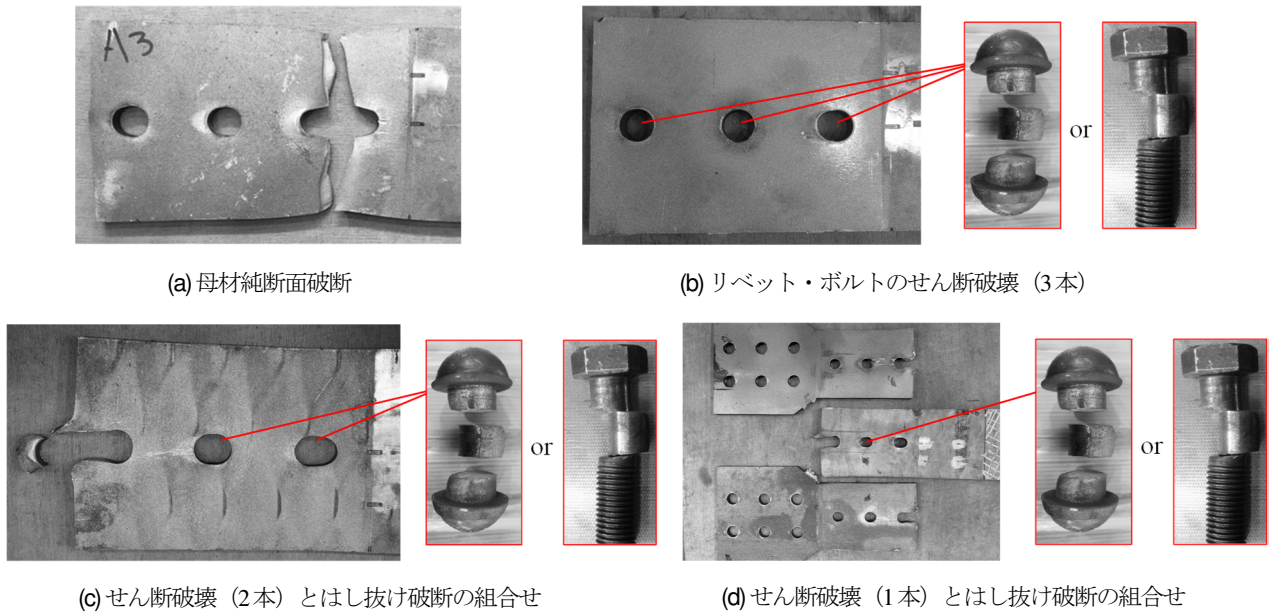 A3
or
(a) 母材純断面破断
(b) リベット・ボルトのせん断破壊（3本）
or
or
(c) せん断破壊（2本）とはし抜け破断の組合せ
(d) せん断破壊（1本）とはし抜け破断の組合せ